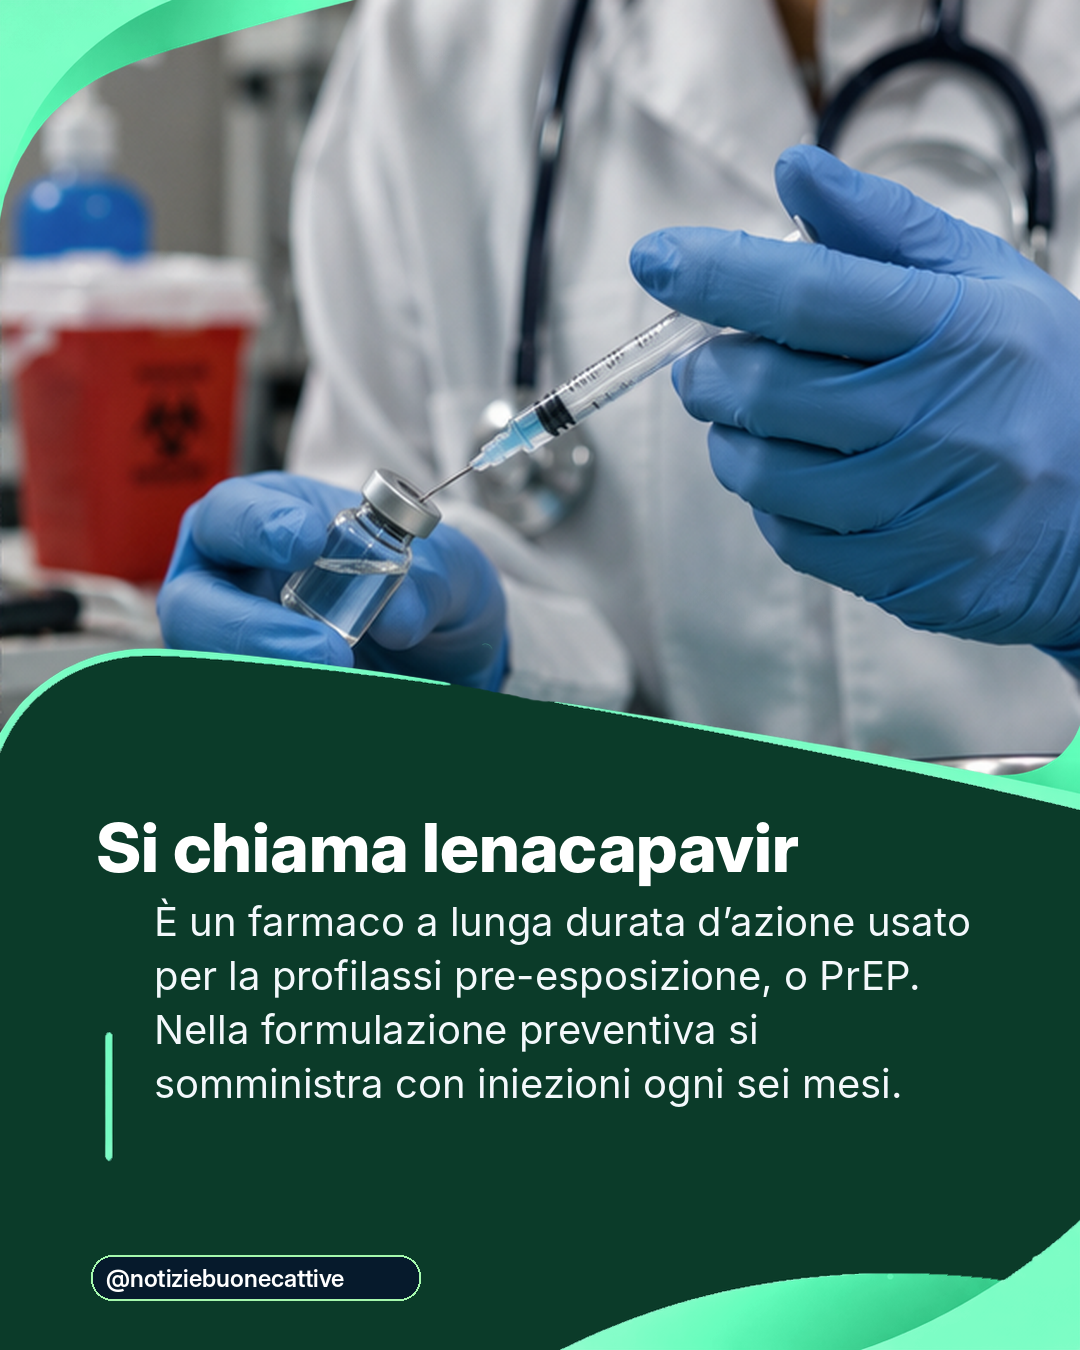 Si chiama lenacapavir
È un farmaco a lunga durata d’azione usato
per la profilassi pre-esposizione, o PrEP.
Nella formulazione preventiva si
somministra con iniezioni ogni sei mesi.
@notiziebuonecattive